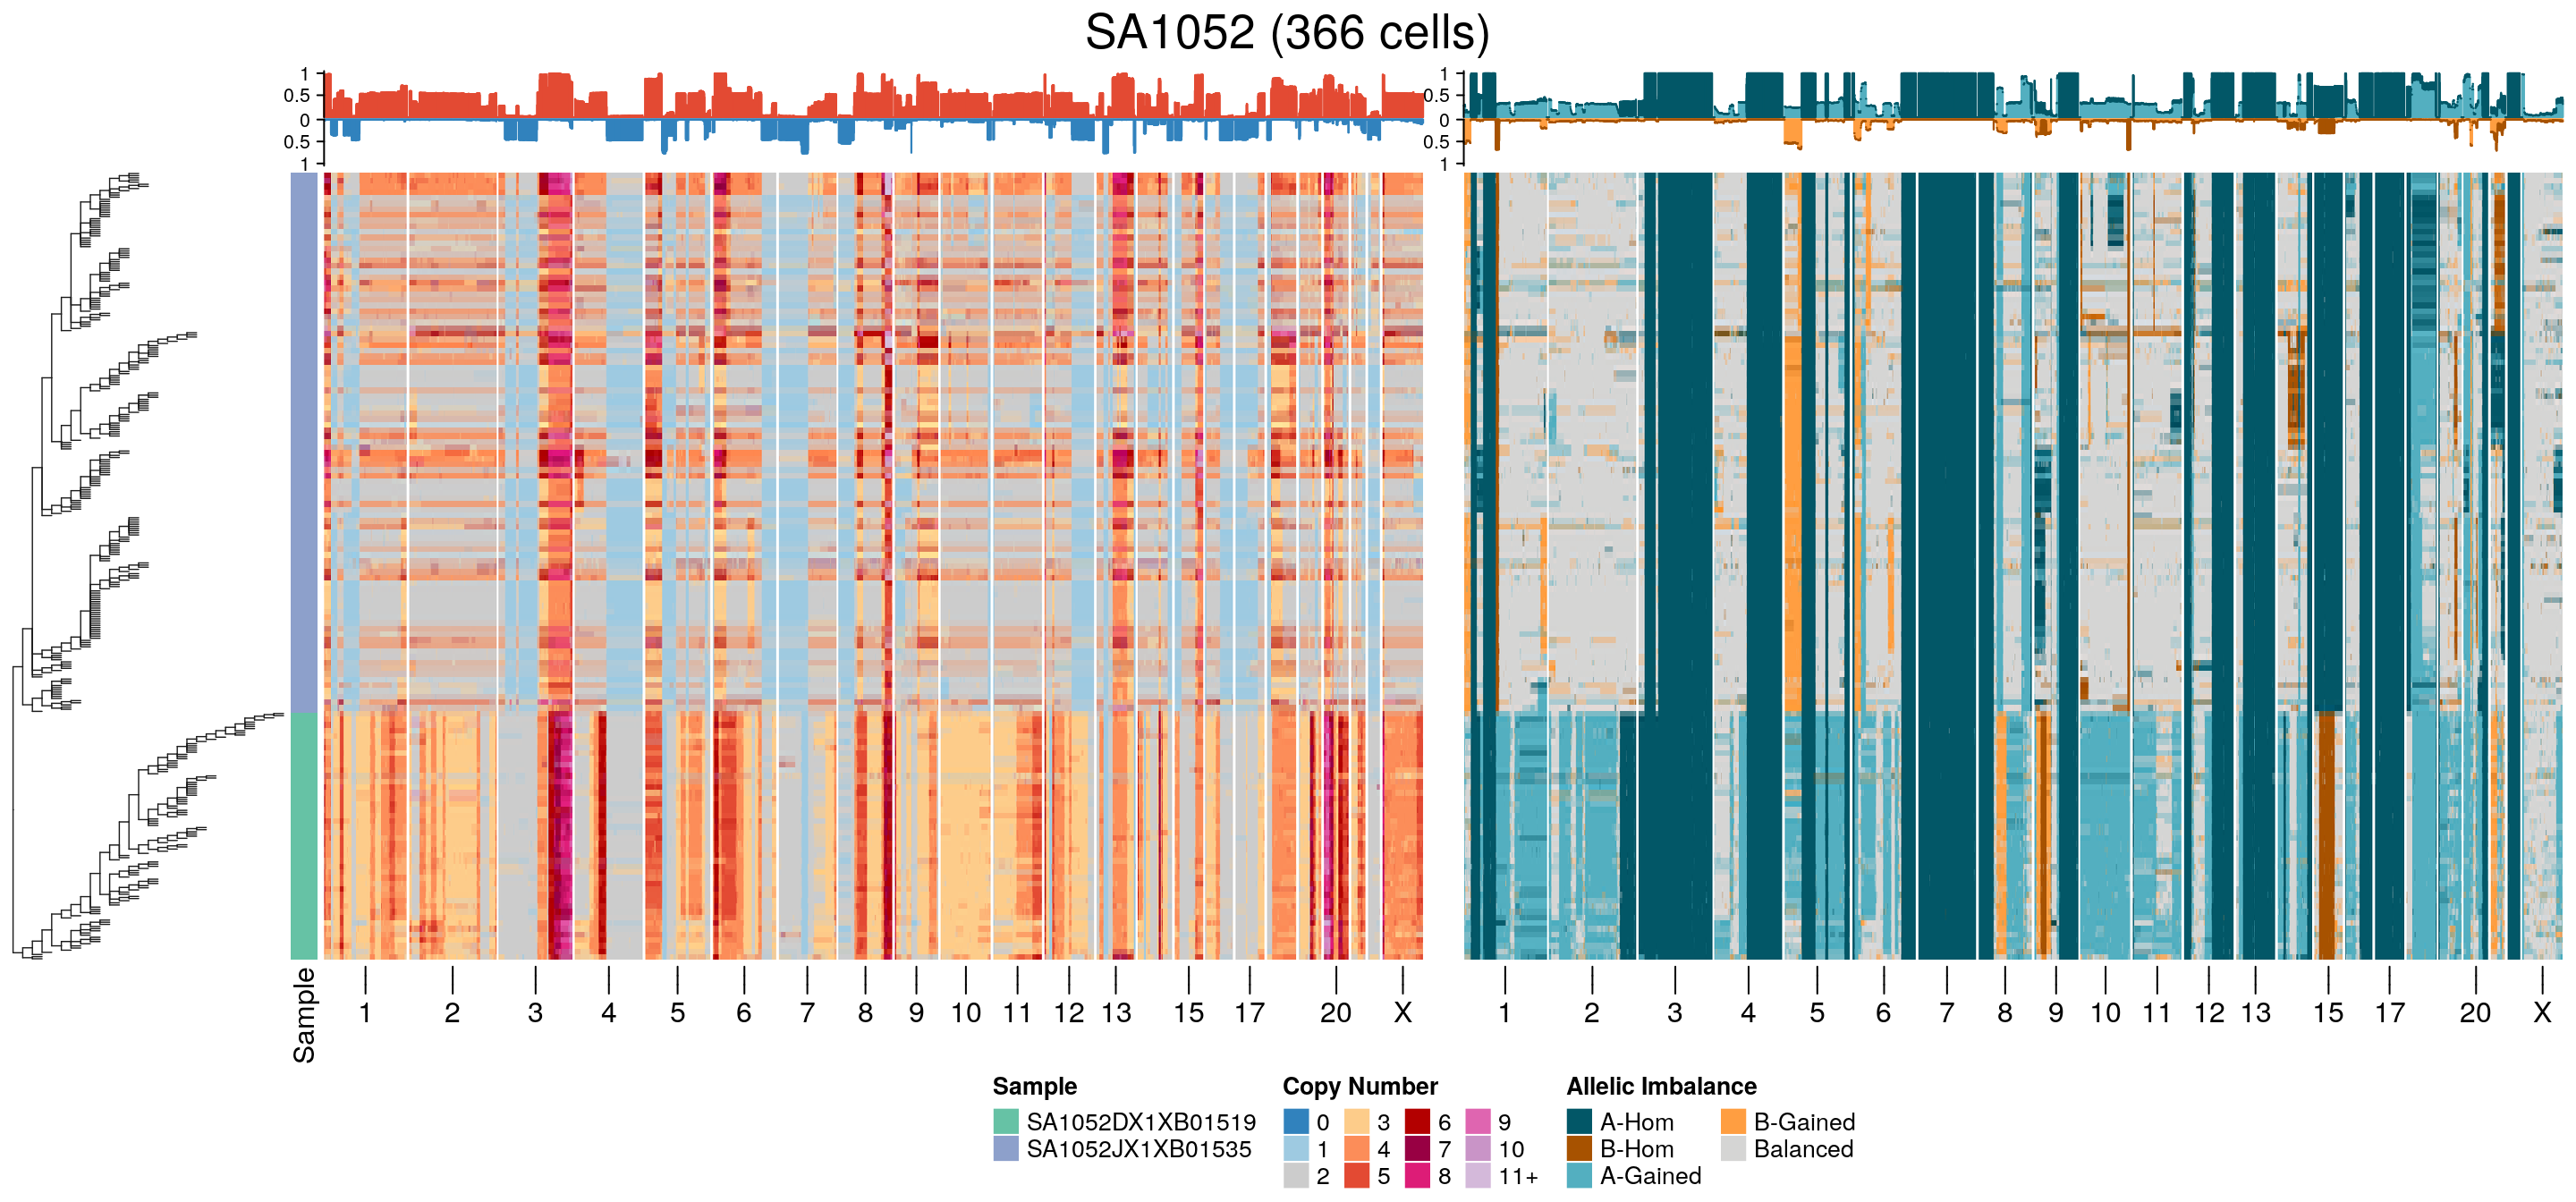 SA1052 (366 cells)
1
0.5
0
0.5
1
1
0.5
0
0.5
1
Sample
1 2 3 4 5 6 7 8 9 10 11 12 13 15 17 20 X
1 2 3 4 5 6 7 8 9 10 11 12 13 15 17 20 X
Sample
SA1052DX1XB01519
SA1052JX1XB01535
Copy Number
0 3 6 9
1 4 7 10
2 5 8 11+
Allelic Imbalance
A-Hom B-Gained
B-Hom Balanced
A-Gained